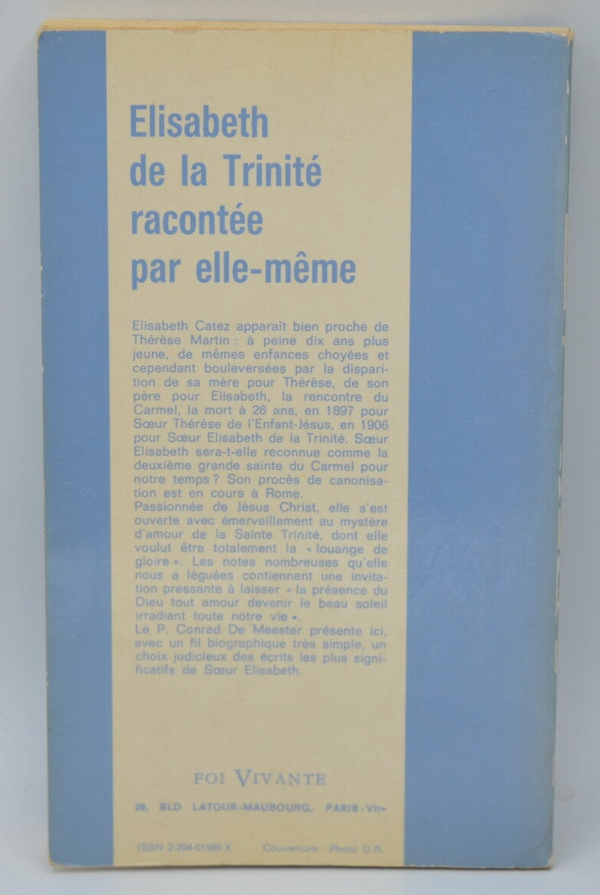 Elisabeth
de la Trinité
racontée
par elle-même
Elisabeth Catez apparaît bien proche de
Thérèse Martin : à peine dix ans plus
jeune, de mêmes enfances choyées et
cependant bouleversées par la dispari-
tion de sa mère pour Thérèse, de son
père pour Elisabeth, la rencontre du
Carmel, la mort à 26 ans, en 1897 pour
Sœur Thérèse de l'Enfant-Jésus, en 1906
pour Sœur Elisabeth de la Trinité. Sœur
Elisabeth sera-t-elle reconnue comme la
deuxième grande sainte du Carmel pour
notre temps ? Son procès de canonisa-
tion est en cours à Rome.
Passionnée de Jésus Christ, elle s'est
ouverte avec émerveillement au mystère
d'amour de la Sainte Trinité, dont elle
voulut être totalement la « louange de
gloire ». Les notes nombreuses qu'elle
nous a léguées contiennent une invita-
tion pressante à laisser « la présence du
Dieu tout amour devenir le beau soleil
irradiant toute notre vie ».
Le P. Conrad De Meester présente ici,
avec un fil biographique très simple, un
choix judicieux des écrits les plus signi-
ficatifs de Sœur Elisabeth.
FOI VIVANTE
29, BLD LATOUR-MAUBOURG, PARIS-VIIe
ISBN Couverture : Photo D.R.